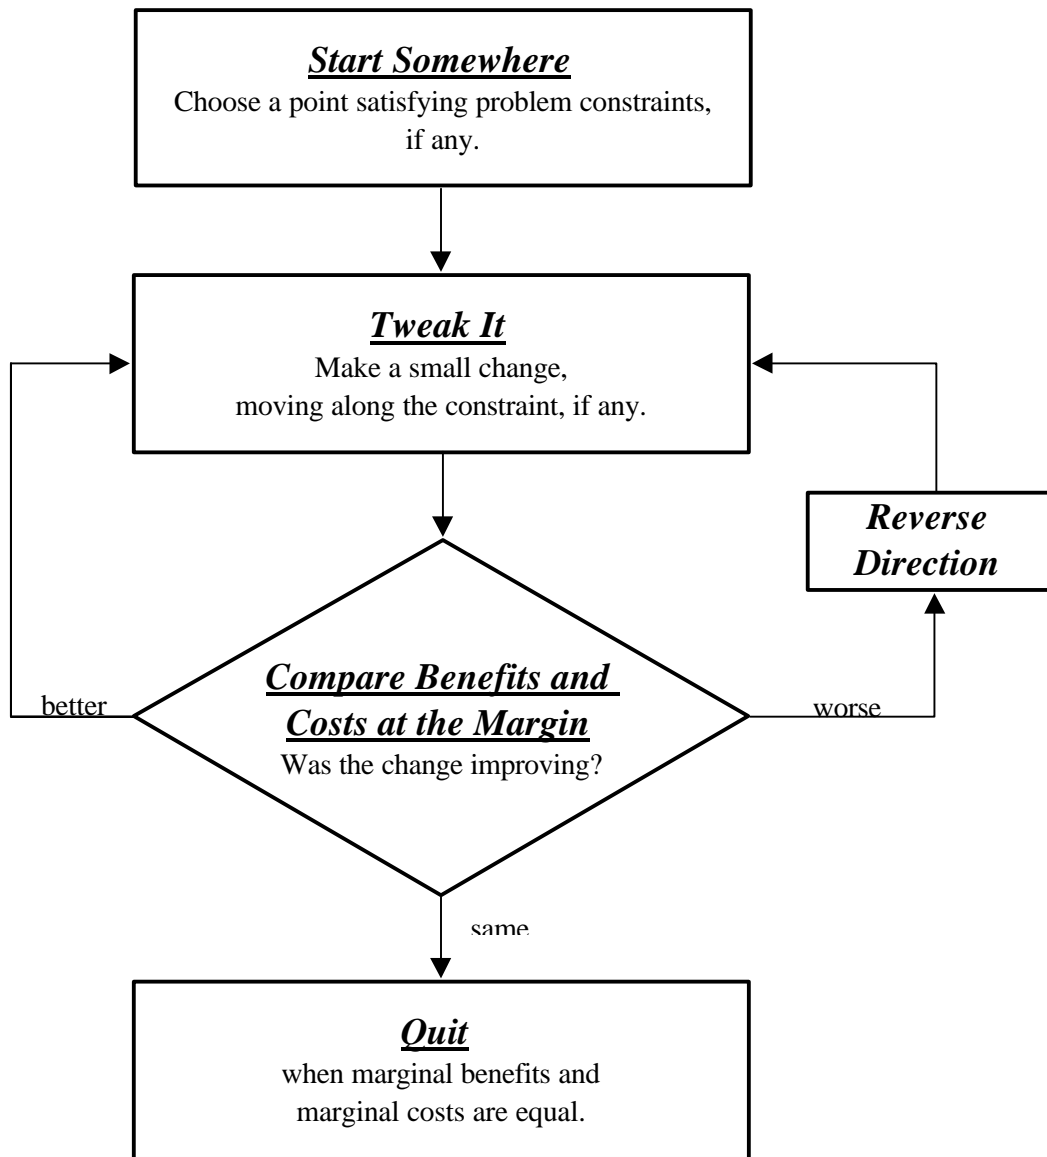 Start Somewhere
Choose a point satisfying problem constraints,
if any.
Tweak It
Make a small change,
moving along the constraint, if any.
Reverse
Direction
Compare Benefits and
Costs at the Margin
Was the change improving?
better
worse
same
Quit
when marginal benefits and
marginal costs are equal.